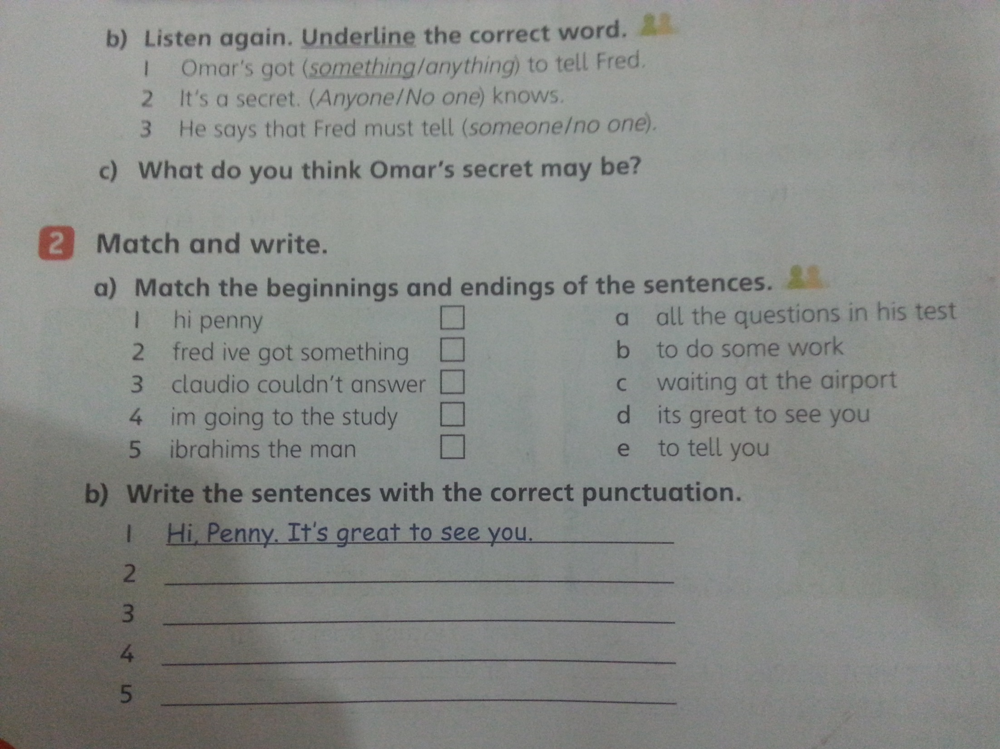 b) Listen again. Underline the correct word.
1 Omar's got (something/anything) to tell Fred.
2 It's a secret. (Anyone/No one) knows.
3 He says that Fred must tell (someone/no one).
c) What do you think Omar's secret may be?
2 Match and write.
a) Match the beginnings and endings of the sentences.
1 hi penny a all the questions in his test
2 fred ive got something b to do some work
3 claudio couldn't answer c waiting at the airport
4 im going to the study d its great to see you
5 ibrahims the man e to tell you
b) Write the sentences with the correct punctuation.
1 Hi, Penny. It's great to see you.
2
3
4
5